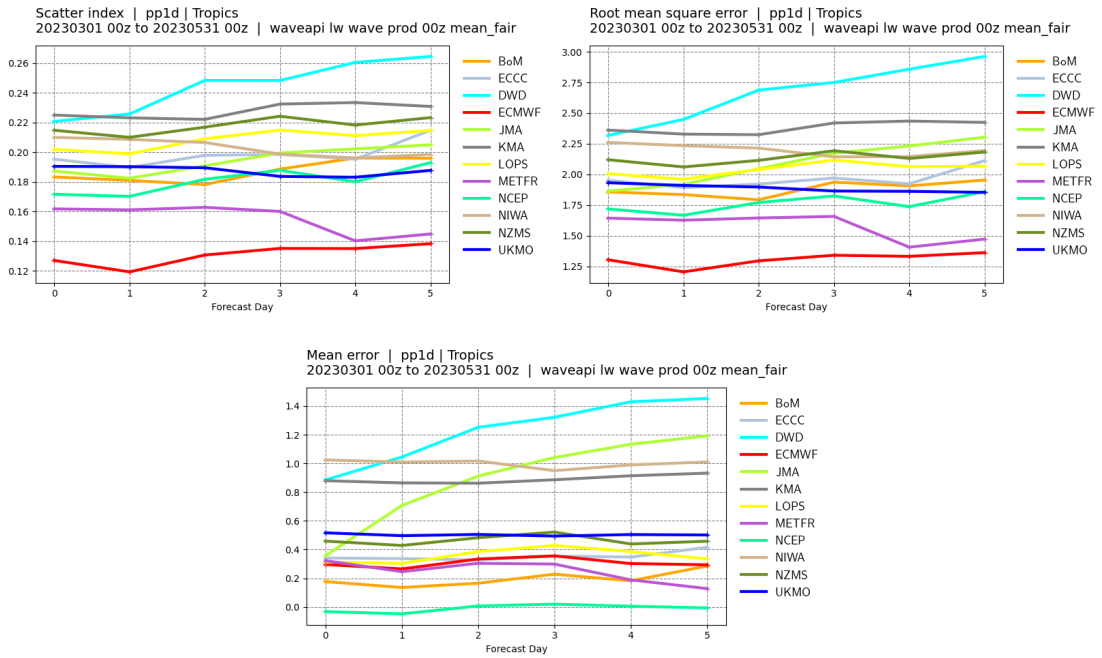 Scatter index | pp1d | Tropics
20230301 00z to 20230531 00z | waveapi lw wave prod 00z mean_fair
0.26
0.24
0.22
0.20
0.18
0.16
0.14
0.12
0 1 2 3 4 5
Forecast Day
BoM
ECCC
DWD
ECMWF
JMA
KMA
LOPS
METFR
NCEP
NIWA
NZMS
UKMO
Root mean square error | pp1d | Tropics
20230301 00z to 20230531 00z | waveapi lw wave prod 00z mean_fair
3.00
2.75
2.50
2.25
2.00
1.75
1.50
1.25
0 1 2 3 4 5
Forecast Day
BoM
ECCC
DWD
ECMWF
JMA
KMA
LOPS
METFR
NCEP
NIWA
NZMS
UKMO
Mean error | pp1d | Tropics
20230301 00z to 20230531 00z | waveapi lw wave prod 00z mean_fair
1.4
1.2
1.0
0.8
0.6
0.4
0.2
0.0
0 1 2 3 4 5
Forecast Day
BoM
ECCC
DWD
ECMWF
JMA
KMA
LOPS
METFR
NCEP
NIWA
NZMS
UKMO